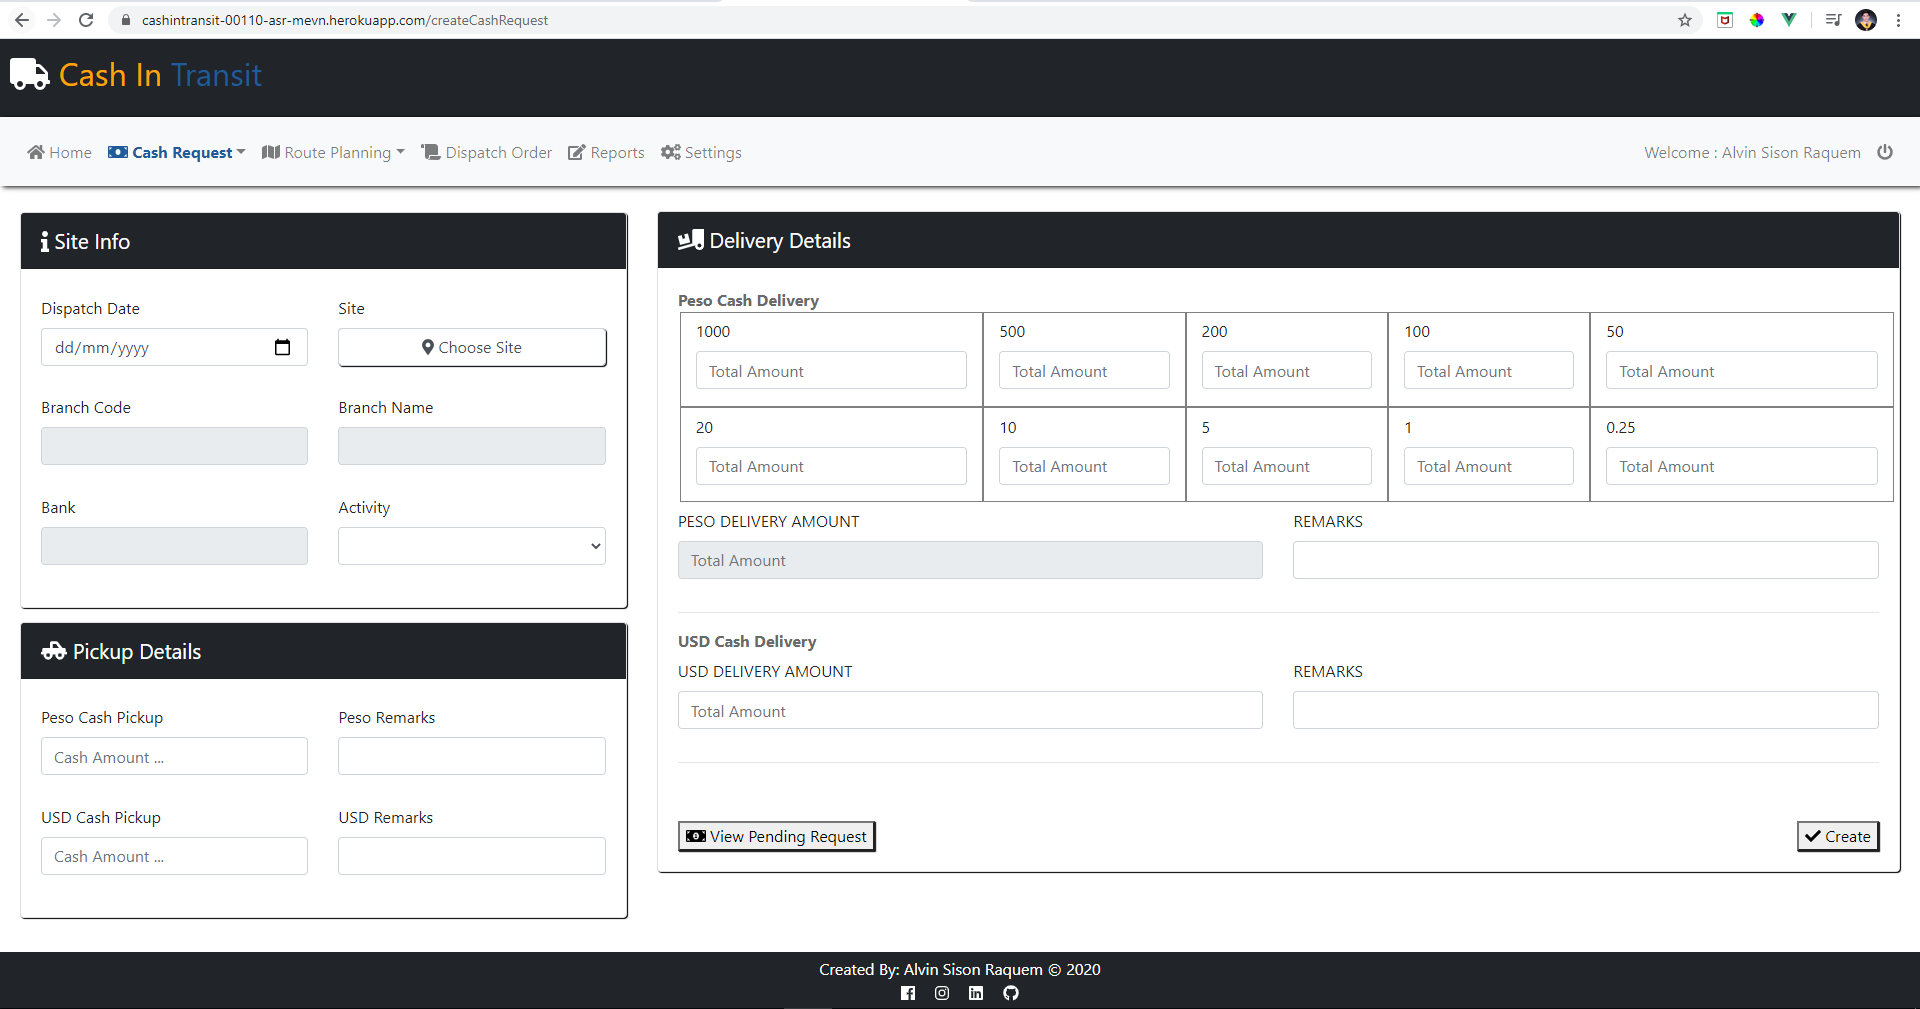 cashintransit-00110-asr-mevn.herokuapp.com/createCashRequest
Cash In Transit
Home Cash Request Route Planning Dispatch Order Reports Settings Welcome : Alvin Sison Raquem
Site Info
Dispatch Date Site
dd/mm/yyyy Choose Site
Branch Code Branch Name
Bank Activity
Pickup Details
Peso Cash Pickup Peso Remarks
Cash Amount ...
USD Cash Pickup USD Remarks
Cash Amount ...
Delivery Details
Peso Cash Delivery
1000 500 200 100 50
Total Amount Total Amount Total Amount Total Amount Total Amount
20 10 5 1 0.25
Total Amount Total Amount Total Amount Total Amount Total Amount
PESO DELIVERY AMOUNT REMARKS
Total Amount
USD Cash Delivery
USD DELIVERY AMOUNT REMARKS
Total Amount
View Pending Request Create
Created By: Alvin Sison Raquem © 2020